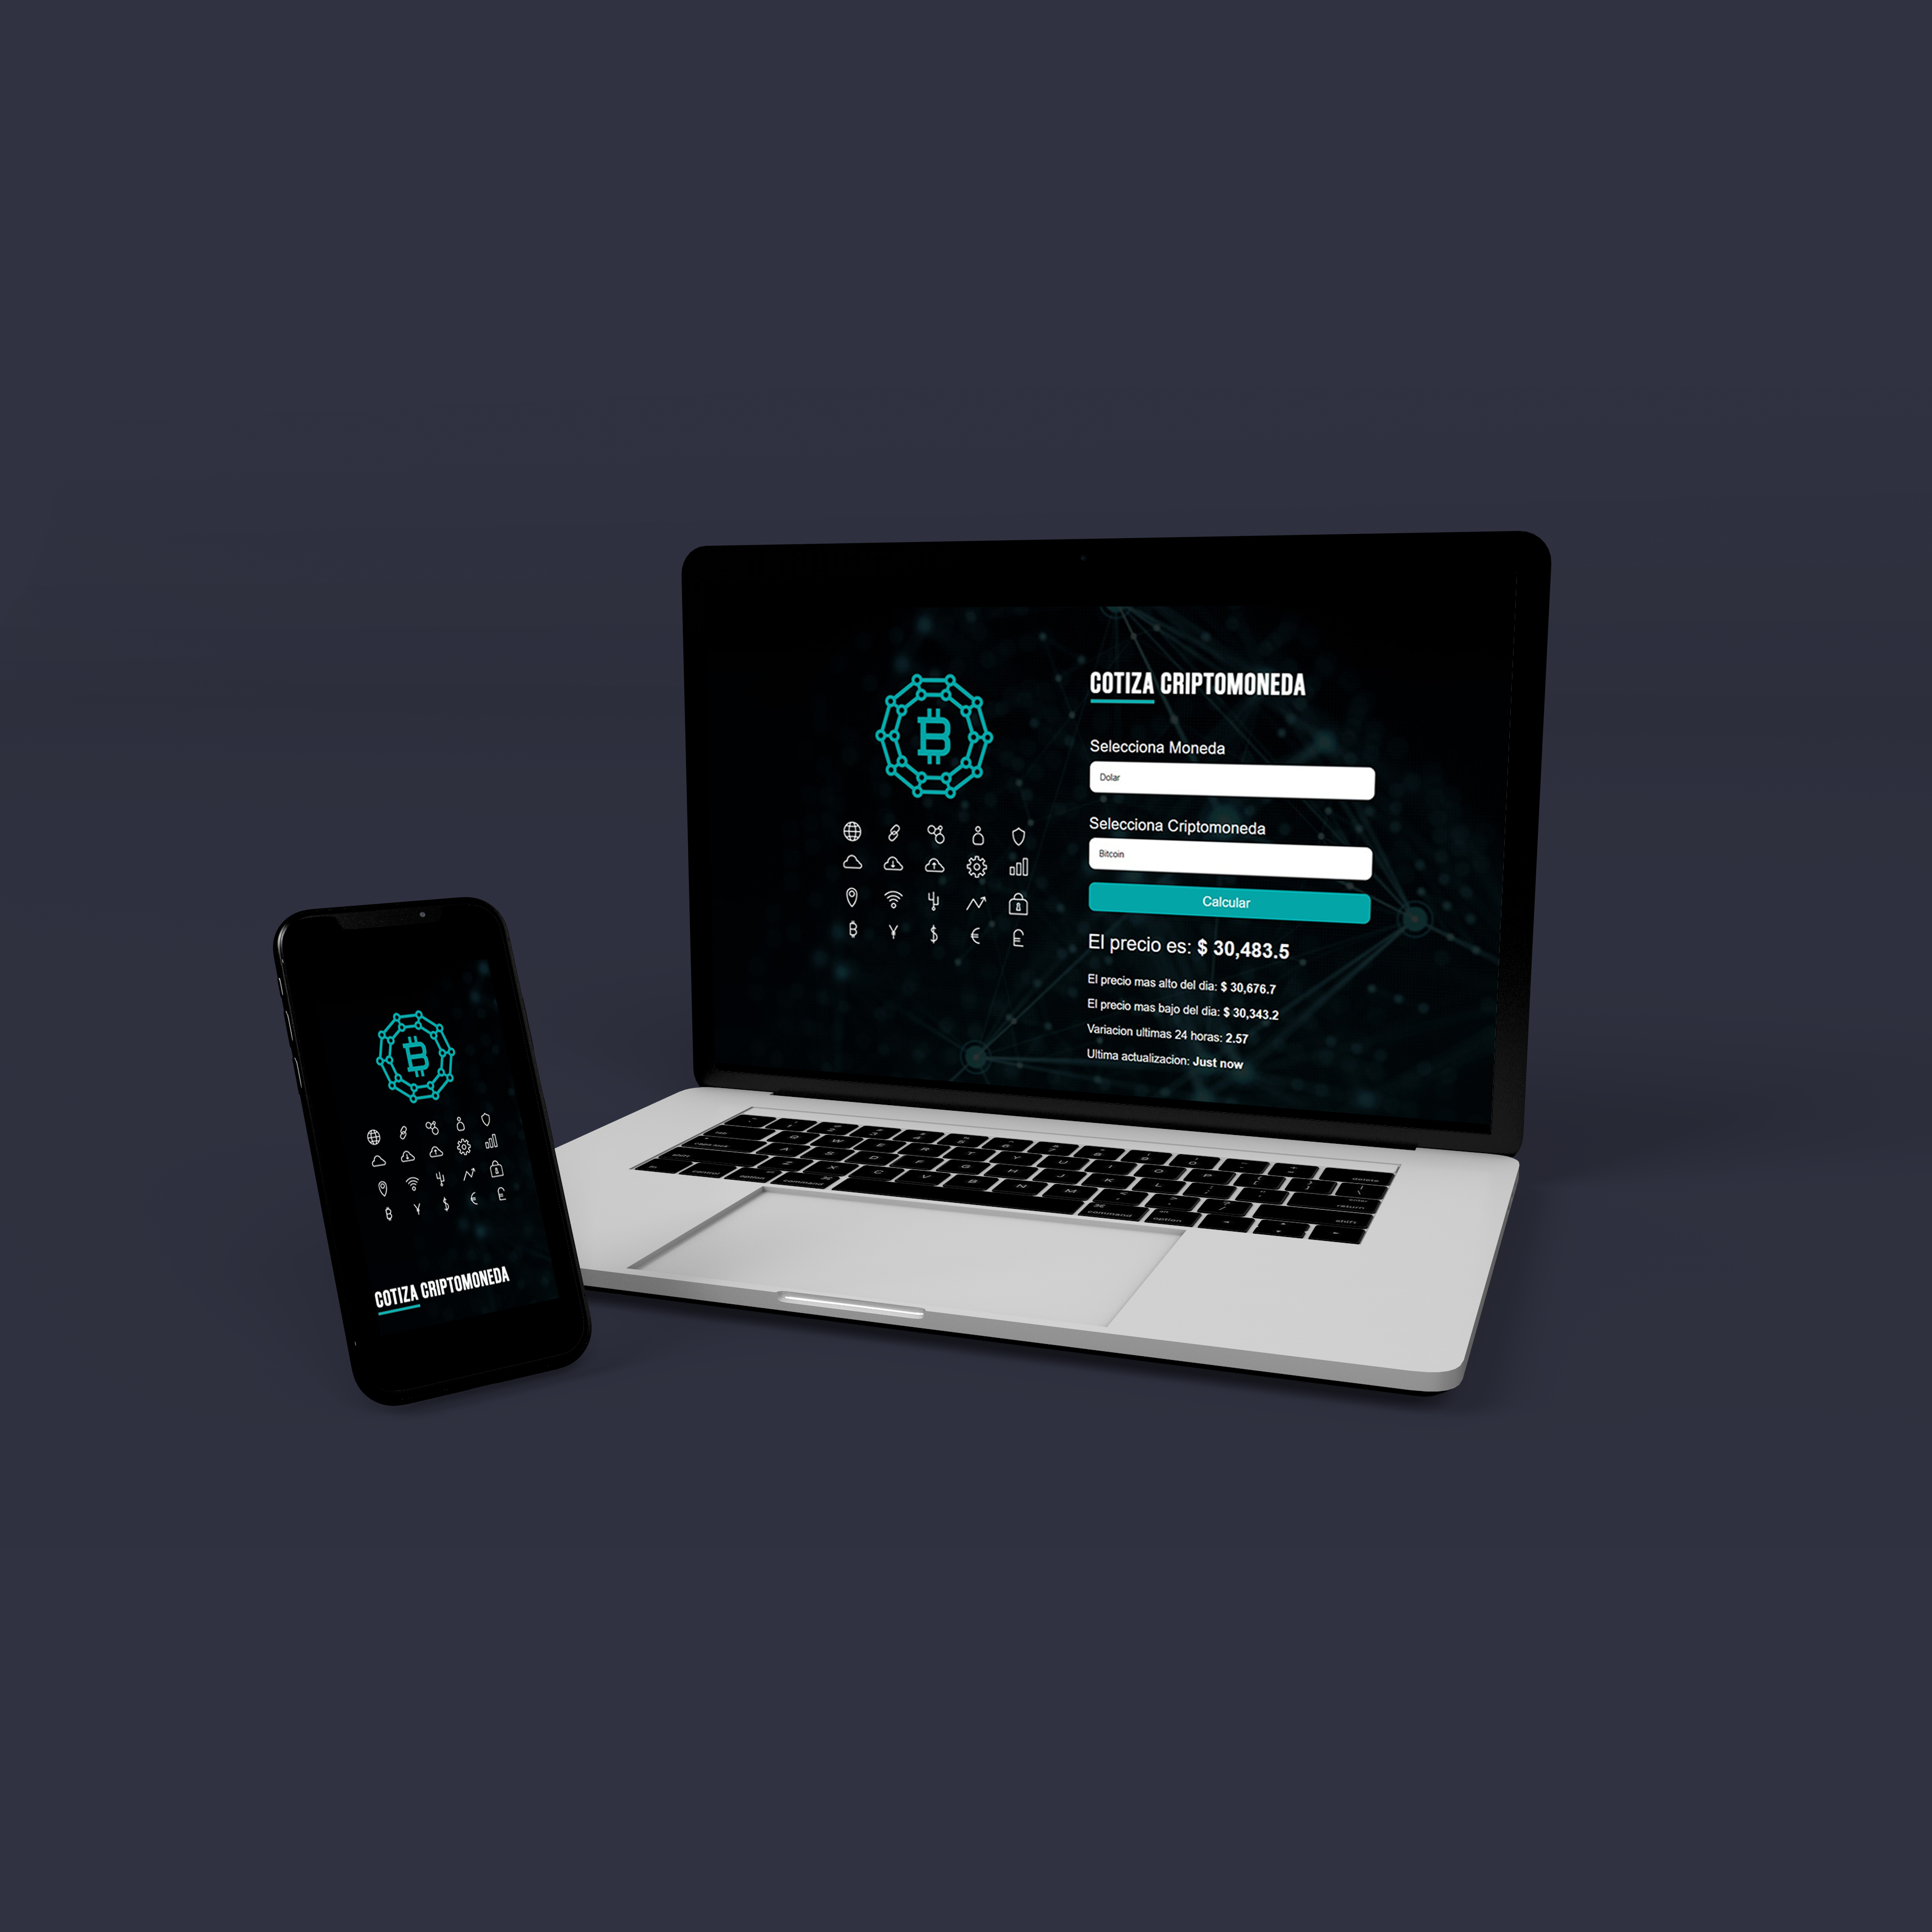 COTIZA CRIPTOMONEDA
Selecciona Moneda
Dolar
Selecciona Criptomoneda
Bitcoin
Calcular
El precio es: $ 30,483.5
El precio mas alto del dia: $ 30,676.7
El precio mas bajo del dia: $ 30,343.2
Variacion ultimas 24 horas: 2.57
Ultima actualizacion: Just now
COTIZA CRIPTOMONEDA